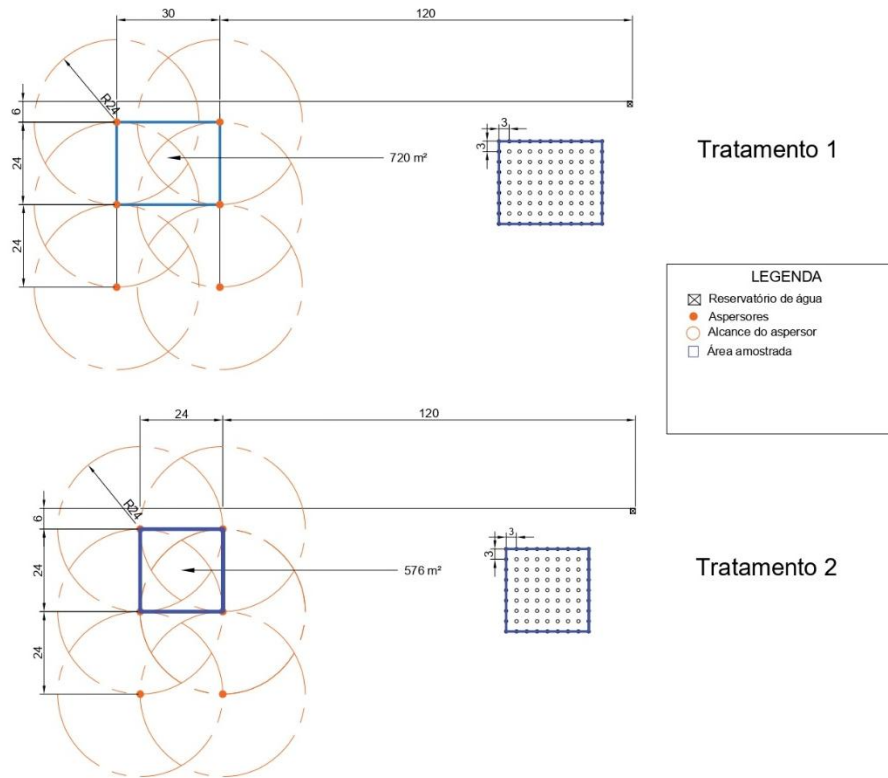 30
120
R24
6
24
24
720 m²
3
3
Tratamento 1
LEGENDA
Reservatório de água
Aspersores
Alcance do aspersor
Área amostrada
24
120
R24
6
24
24
576 m²
3
3
Tratamento 2